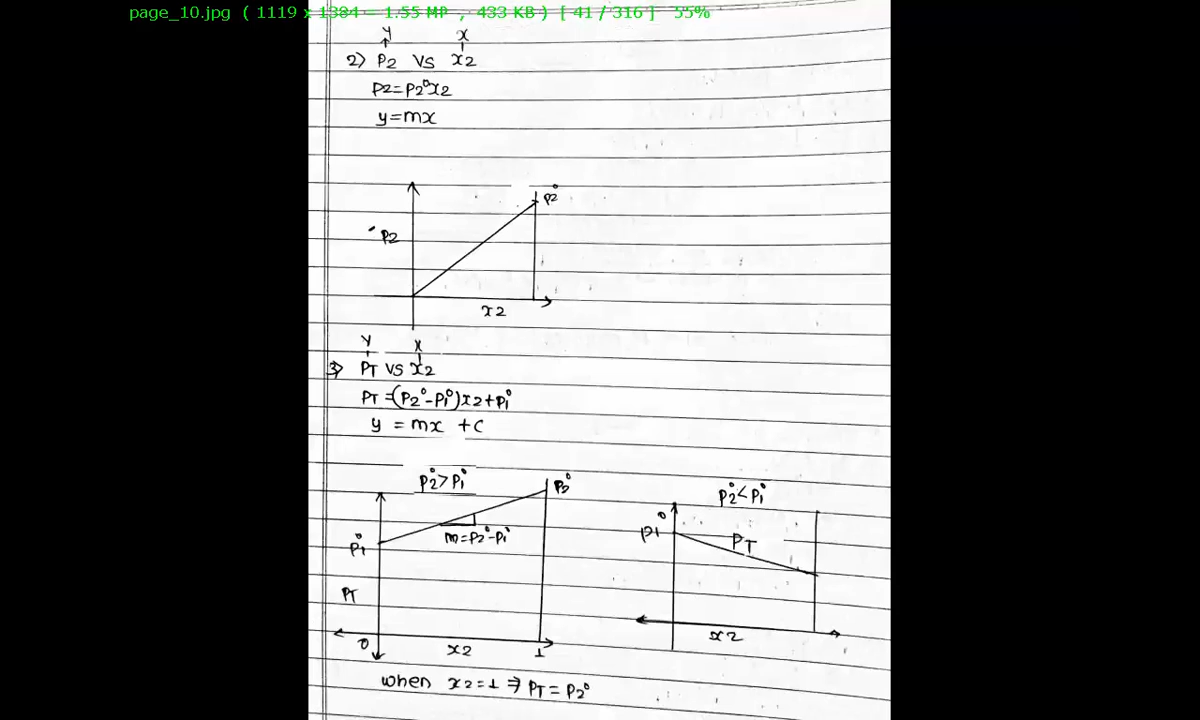 page_10.jpg ( 1119 x 1384 – 1.55 MP , 433 KB ) [ 41 / 316 ] 55%
Y X
2) P2 VS x2
P2=P2°x2
y=mx
P2°
P2
x2
Y X
3) PT VS x2
PT =(P2°-P1°)x2+P1°
y = mx +c
P2°>P1°
P2°
P1°
m=P2°-P1°
PT
0 x2 1
P2°<P1°
P1°
PT
x2
when x2=1 ⇒ PT = P2°